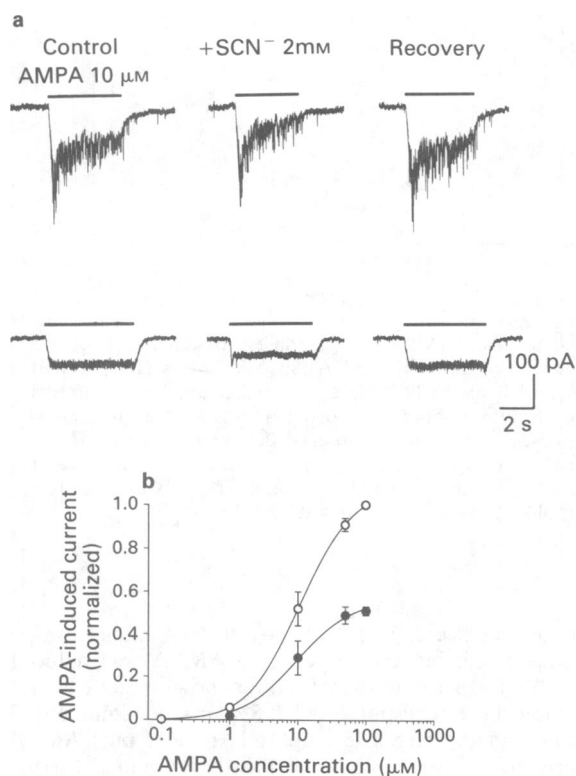 a
Control
AMPA 10 μM
+SCN⁻ 2mM
Recovery
100 pA
2 s
b
AMPA-induced current
(normalized)
1.0
0.8
0.6
0.4
0.2
0
0.1
1
10
100
1000
AMPA concentration (μM)